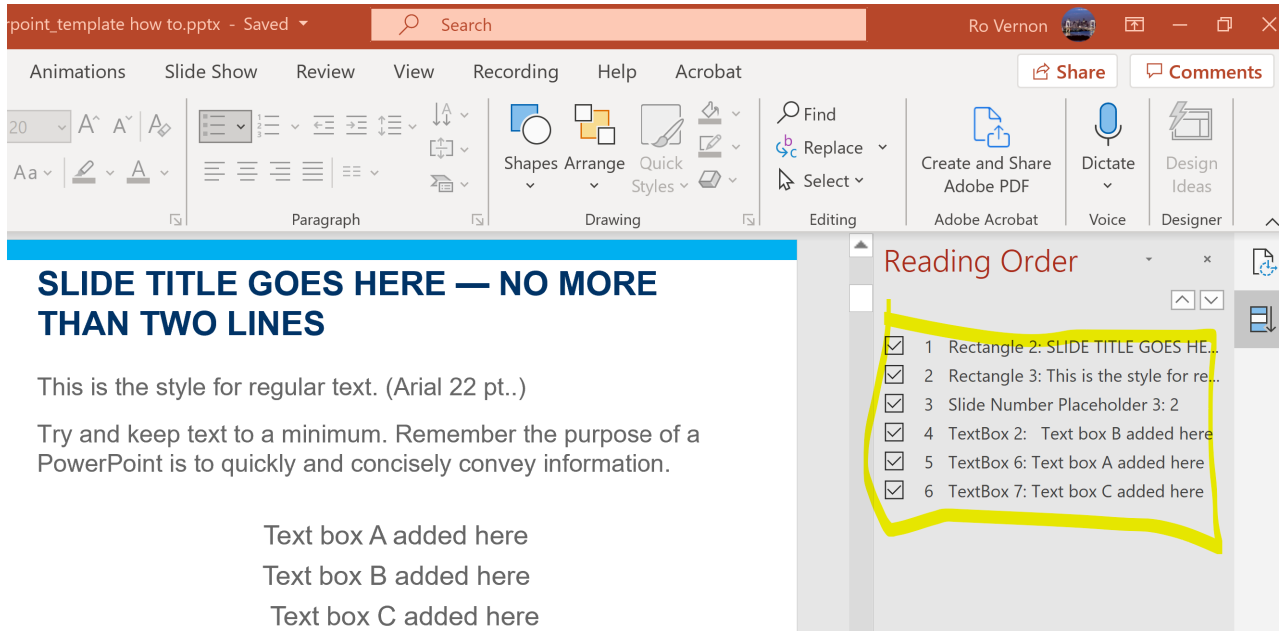 rpoint_template how to.pptx - Saved
Search
Ro Vernon
Animations Slide Show Review View Recording Help Acrobat
Share Comments
20
Aa
A
Shapes Arrange Quick Styles
Find
Replace
Select
Create and Share Adobe PDF
Dictate
Design Ideas
Paragraph Drawing Editing Adobe Acrobat Voice Designer
SLIDE TITLE GOES HERE — NO MORE
THAN TWO LINES
This is the style for regular text. (Arial 22 pt..)
Try and keep text to a minimum. Remember the purpose of a
PowerPoint is to quickly and concisely convey information.
Text box A added here
Text box B added here
Text box C added here
Reading Order
1 Rectangle 2: SLIDE TITLE GOES HE...
2 Rectangle 3: This is the style for re...
3 Slide Number Placeholder 3: 2
4 TextBox 2: Text box B added here
5 TextBox 6: Text box A added here
6 TextBox 7: Text box C added here